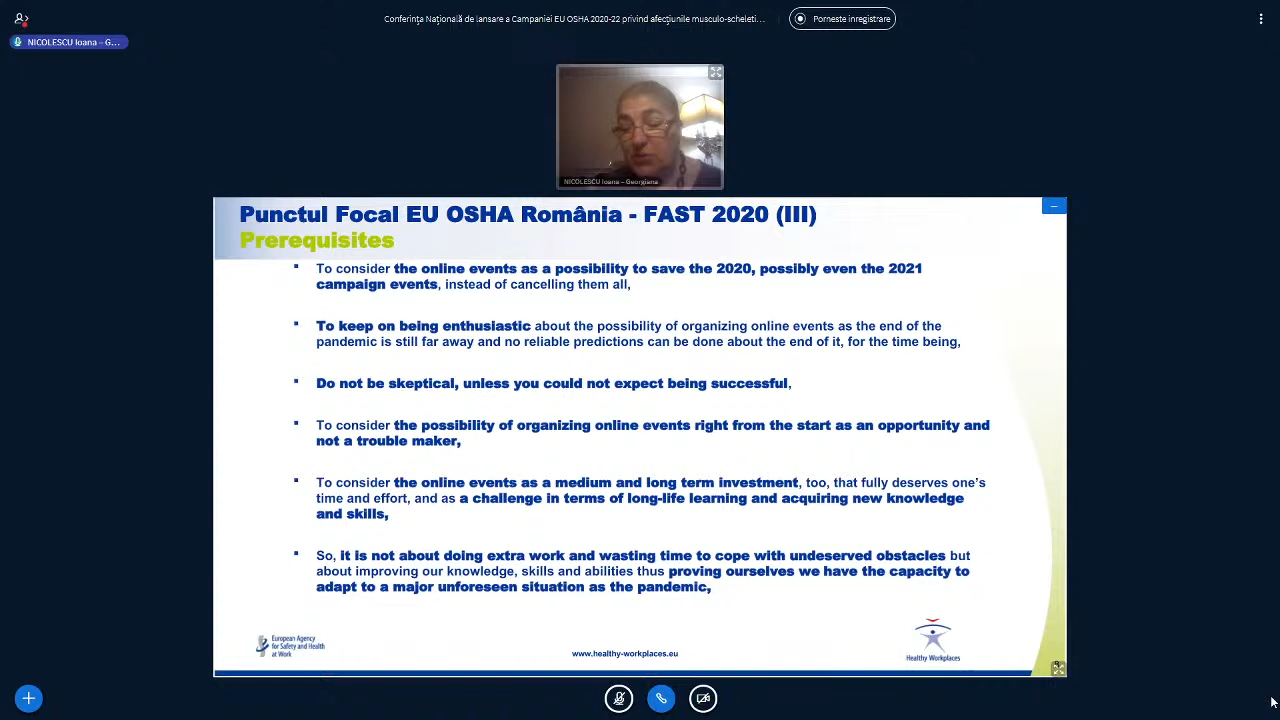 Conferința Națională de lansare a Campaniei EU OSHA 2020-22 privind afecțiunile musculo-scheleti...
Porneste inregistrare
NICOLESCU Ioana – G...
NICOLESCU Ioana – Georgiana
Punctul Focal EU OSHA România - FAST 2020 (III)
Prerequisites
▪ To consider the online events as a possibility to save the 2020, possibly even the 2021
campaign events, instead of cancelling them all,
▪ To keep on being enthusiastic about the possibility of organizing online events as the end of the
pandemic is still far away and no reliable predictions can be done about the end of it, for the time being,
▪ Do not be skeptical, unless you could not expect being successful,
▪ To consider the possibility of organizing online events right from the start as an opportunity and
not a trouble maker,
▪ To consider the online events as a medium and long term investment, too, that fully deserves one's
time and effort, and as a challenge in terms of long-life learning and acquiring new knowledge
and skills,
▪ So, it is not about doing extra work and wasting time to cope with undeserved obstacles but
about improving our knowledge, skills and abilities thus proving ourselves we have the capacity to
adapt to a major unforeseen situation as the pandemic,
European Agency
for Safety and Health
at Work
www.healthy-workplaces.eu
Healthy Workplaces